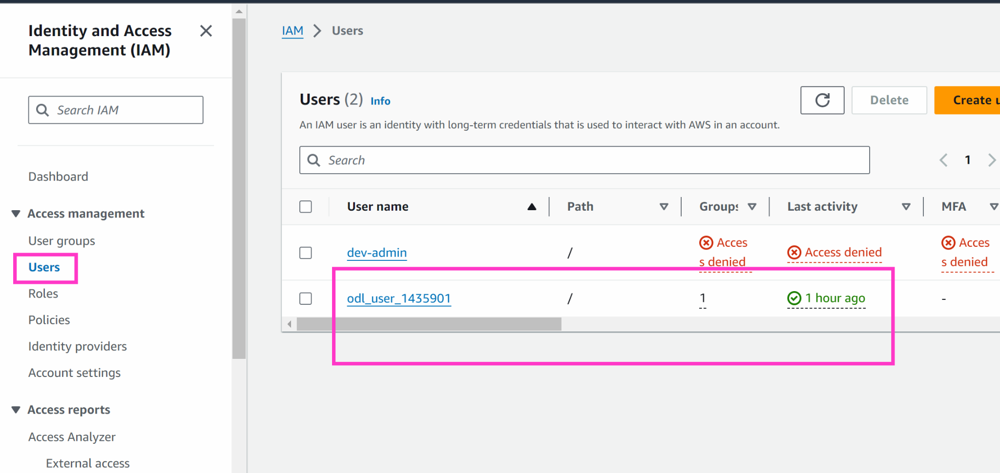 Identity and Access
Management (IAM)
Search IAM
Dashboard
Access management
User groups
Users
Roles
Policies
Identity providers
Account settings
Access reports
Access Analyzer
External access
IAM > Users
Users (2) Info
Delete
Create u
An IAM user is an identity with long-term credentials that is used to interact with AWS in an account.
Search
1
User name Path Groups Last activity MFA
dev-admin / Acces
s denied Access denied Acces
s denied
odl_user_1435901 / 1 1 hour ago -